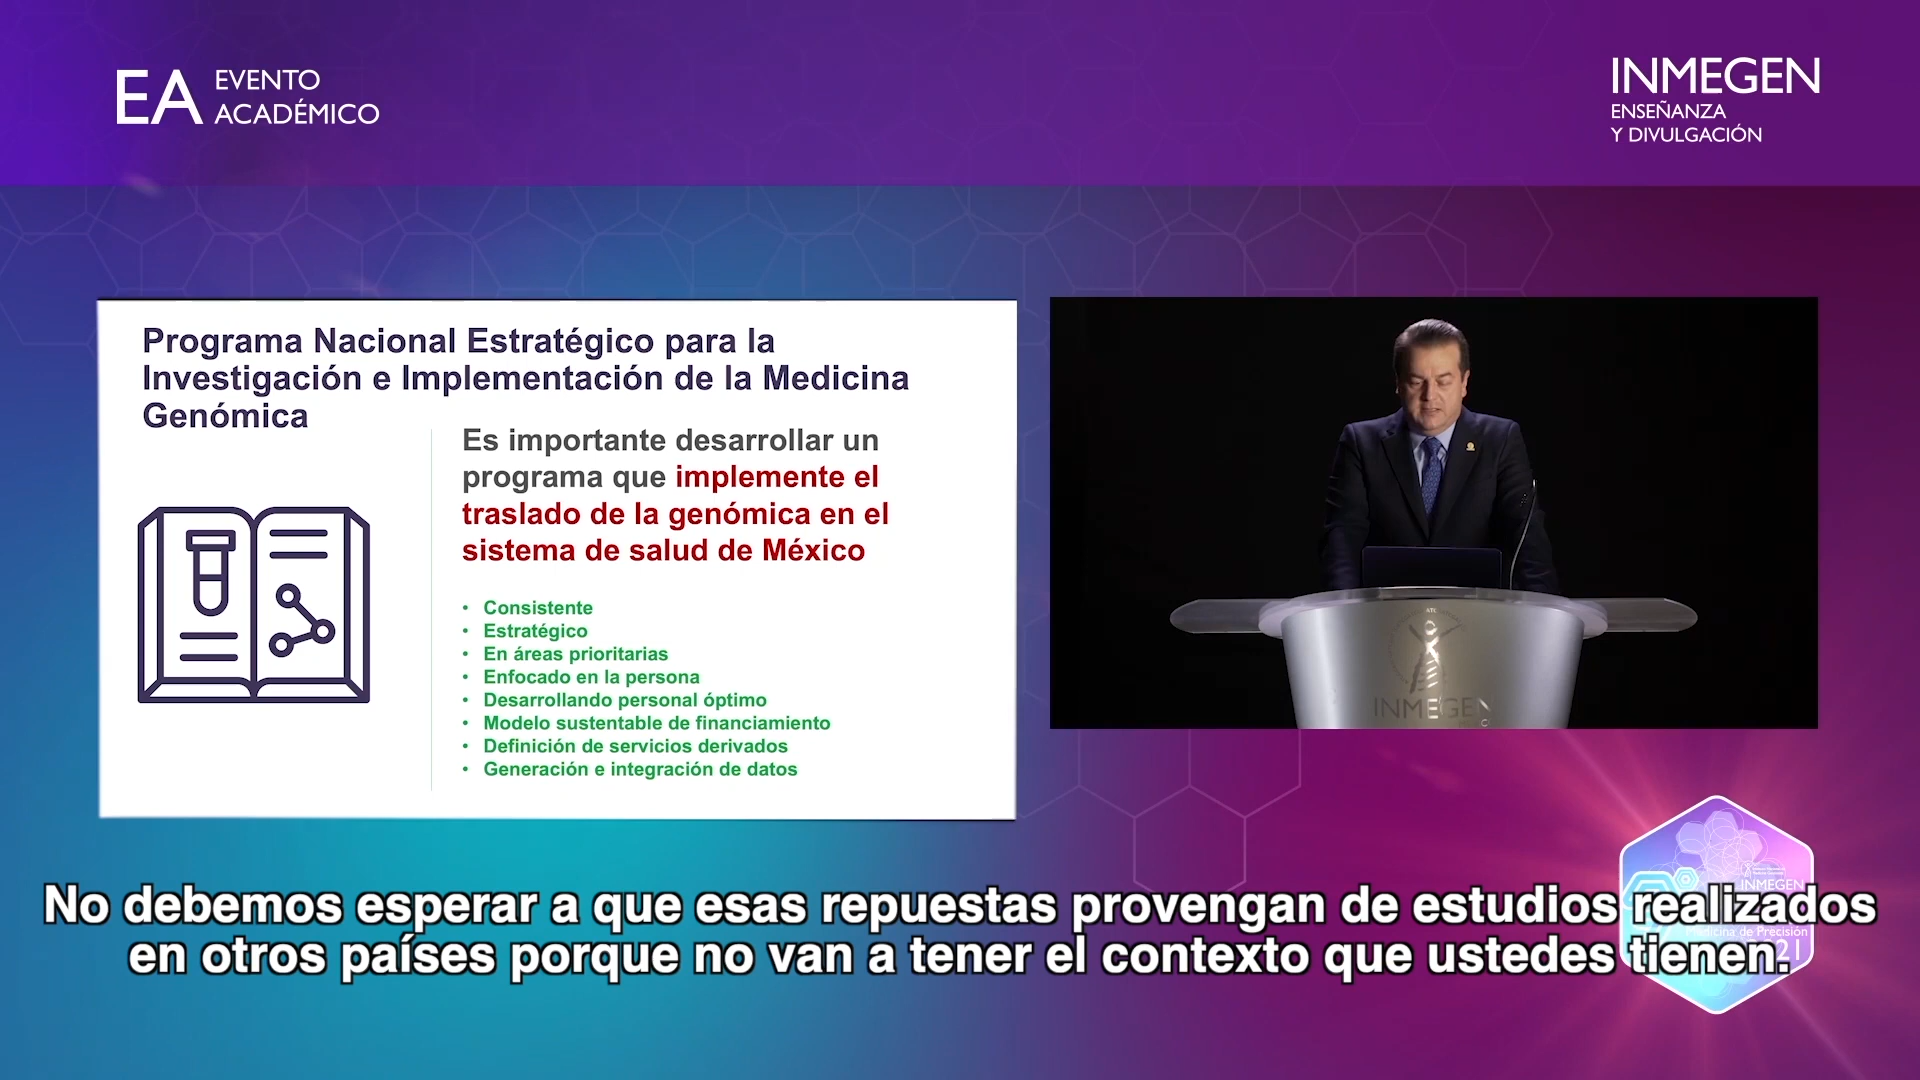 EA EVENTO
ACADÉMICO
INMEGEN
ENSEÑANZA
Y DIVULGACIÓN
Programa Nacional Estratégico para la
Investigación e Implementación de la Medicina
Genómica
Es importante desarrollar un
programa que implemente el
traslado de la genómica en el
sistema de salud de México
• Consistente
• Estratégico
• En áreas prioritarias
• Enfocado en la persona
• Desarrollando personal óptimo
• Modelo sustentable de financiamiento
• Definición de servicios derivados
• Generación e integración de datos
INMEGEN
INMEGEN
Medicina de Precisión
No debemos esperar a que esas repuestas provengan de estudios realizados
en otros países porque no van a tener el contexto que ustedes tienen.